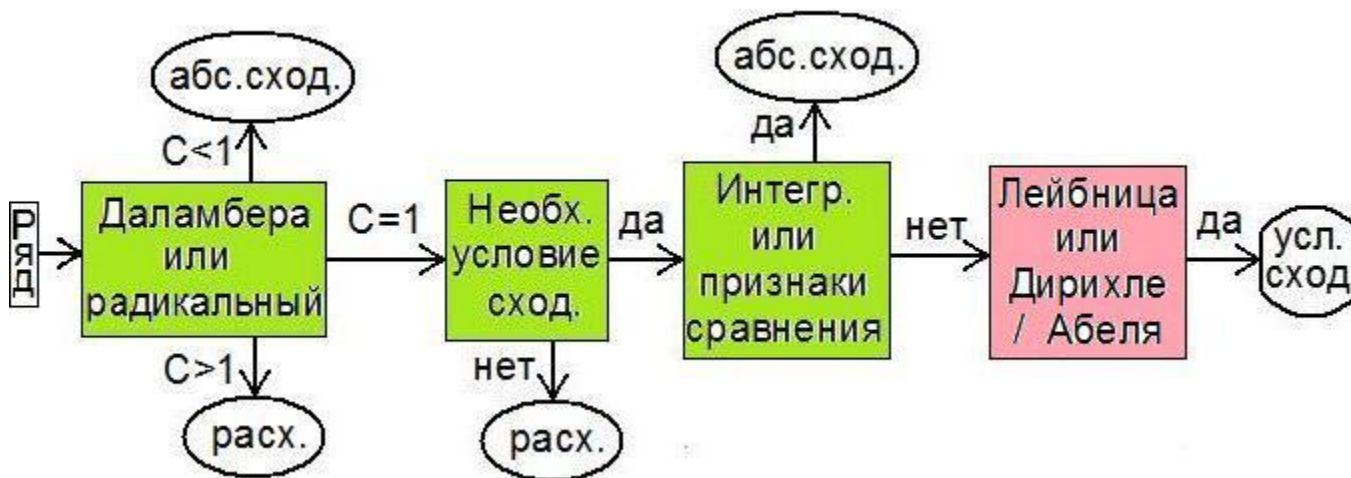 Ряд
абс.сход.
C<1
Даламбера
или
радикальный
C>1
расх.
C=1
Необх.
условие
сход.
нет
расх.
да
абс.сход.
да
Интегр.
или
признаки
сравнения
нет
Лейбница
или
Дирихле
/ Абеля
да
усл.
сход